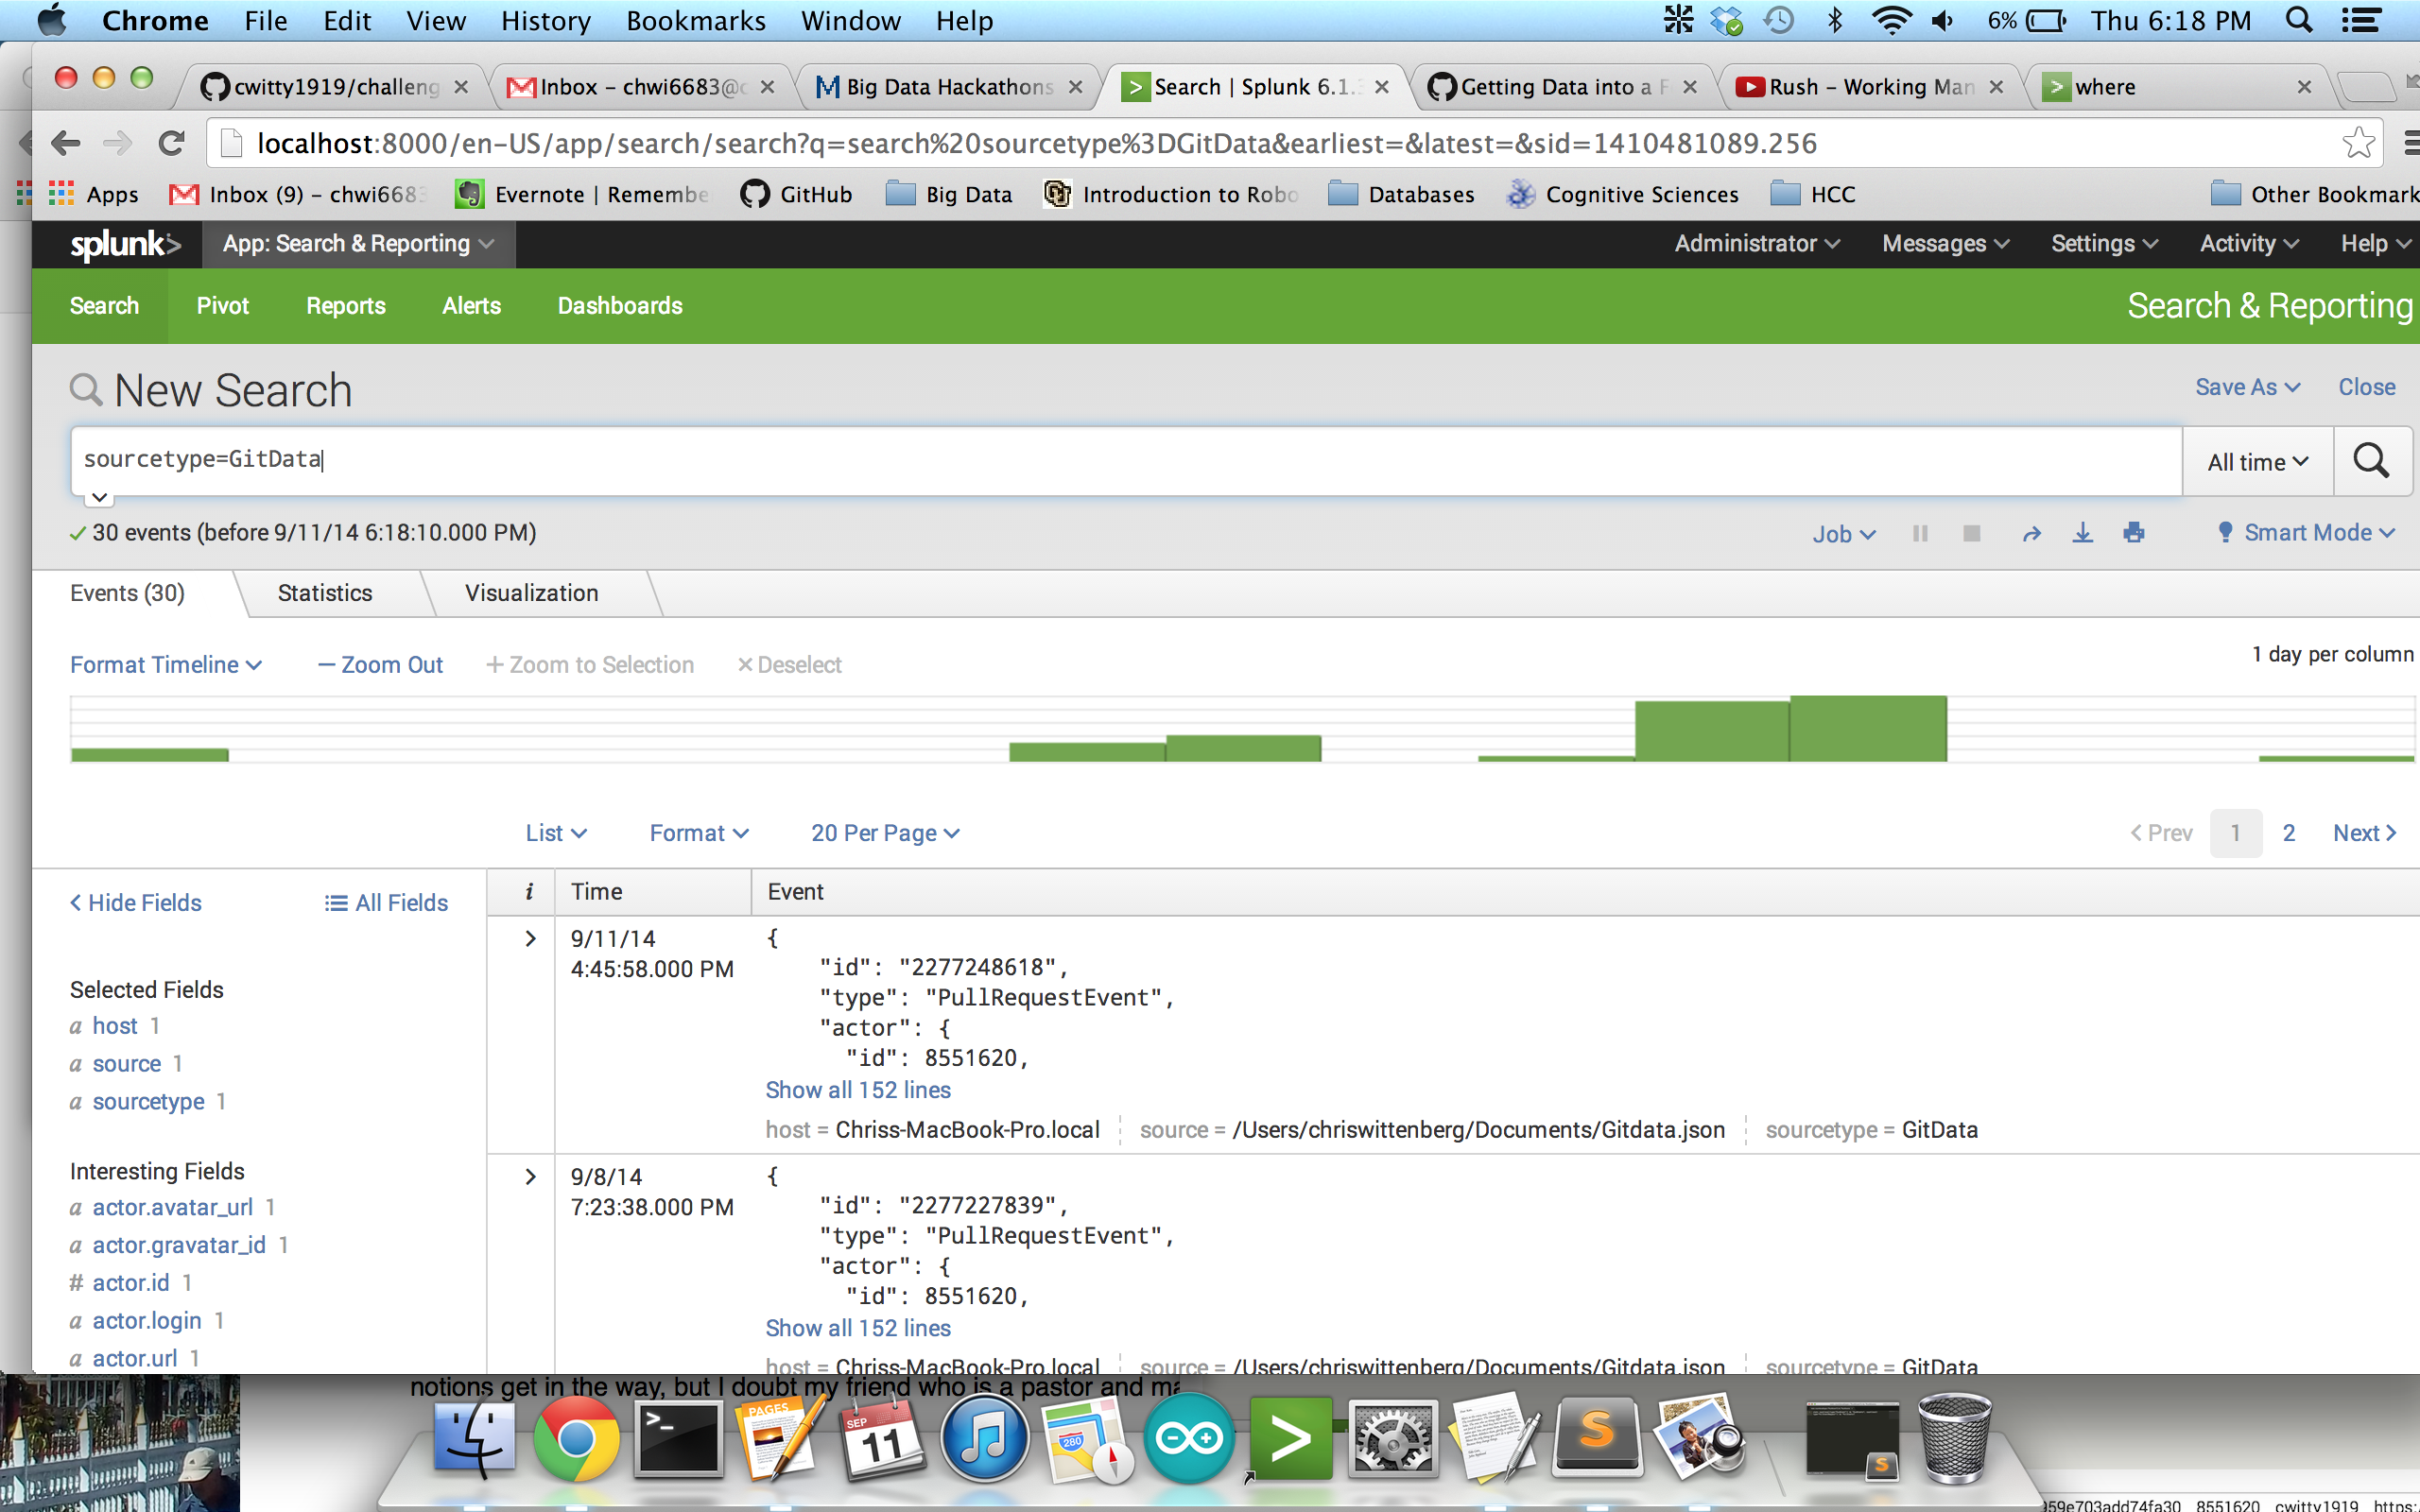 Chrome File Edit View History Bookmarks Window Help 6% Thu 6:18 PM
cwitty1919/challeng Inbox – chwi6683@ Big Data Hackathons Search | Splunk 6.1.3 Getting Data into a F Rush – Working Man where
localhost:8000/en-US/app/search/search?q=search%20sourcetype%3DGitData&earliest=&latest=&sid=1410481089.256
Apps Inbox (9) – chwi6683 Evernote | Remembe GitHub Big Data Introduction to Robo Databases Cognitive Sciences HCC Other Bookmark
splunk> App: Search & Reporting Administrator Messages Settings Activity Help
Search Pivot Reports Alerts Dashboards Search & Reporting
New Search Save As Close
sourcetype=GitData All time
30 events (before 9/11/14 6:18:10.000 PM) Job Smart Mode
Events (30) Statistics Visualization
Format Timeline — Zoom Out + Zoom to Selection × Deselect 1 day per column
List Format 20 Per Page < Prev 1 2 Next >
< Hide Fields All Fields i Time Event
Selected Fields
a host 1
a source 1
a sourcetype 1
Interesting Fields
a actor.avatar_url 1
a actor.gravatar_id 1
# actor.id 1
a actor.login 1
a actor.url 1
> 9/11/14 {
4:45:58.000 PM "id": "2277248618",
"type": "PullRequestEvent",
"actor": {
"id": 8551620,
Show all 152 lines
host = Chriss-MacBook-Pro.local source = /Users/chriswittenberg/Documents/Gitdata.json sourcetype = GitData
> 9/8/14 {
7:23:38.000 PM "id": "2277227839",
"type": "PullRequestEvent",
"actor": {
"id": 8551620,
Show all 152 lines
host = Chriss-MacBook-Pro.local source = /Users/chriswittenberg/Documents/Gitdata.json sourcetype = GitData
notions get in the way, but I doubt my friend who is a pastor and
PAGES SEP 11 280 S
959e703add74fa30 8551620 cwitty1919 https: